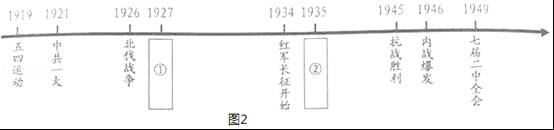 1919 1921 1926 1927 1934 1935 1945 1946 1949
五四运动
中共一大
北伐战争
①
红军长征开始
②
抗战胜利
内战爆发
七届二中全会
图2